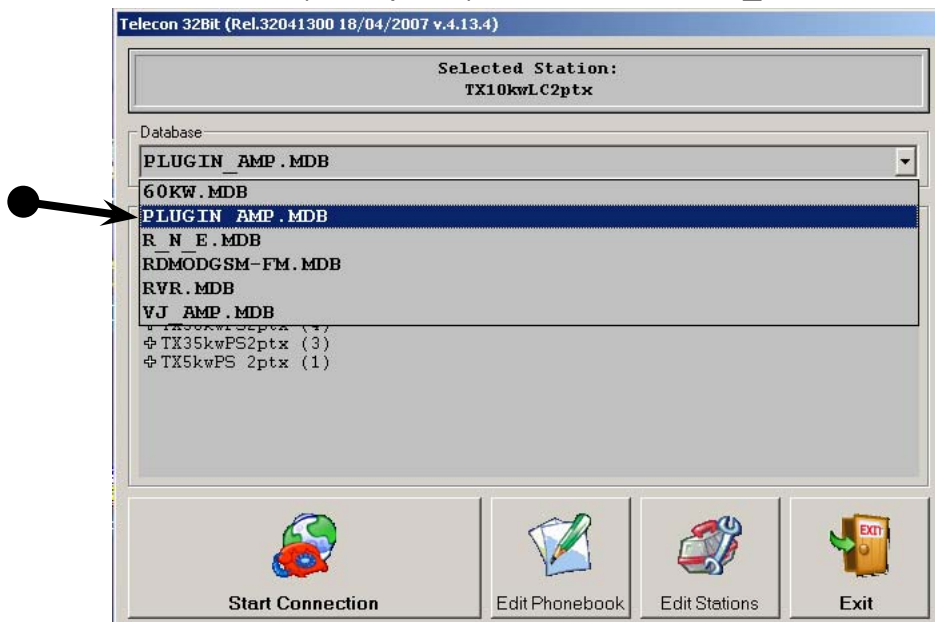 Telecon 32Bit (Rel.32041300 18/04/2007 v.4.13.4)
Selected Station:
TX10kwLC2ptx
Database
PLUGIN_AMP.MDB
60KW.MDB
PLUGIN_AMP.MDB
R_N_E.MDB
RDMODGSM-FM.MDB
RVR.MDB
VJ_AMP.MDB
TX35kwPS2ptx (3)
TX5kwPS 2ptx (1)
Start Connection
Edit Phonebook
Edit Stations
EXIT
Exit